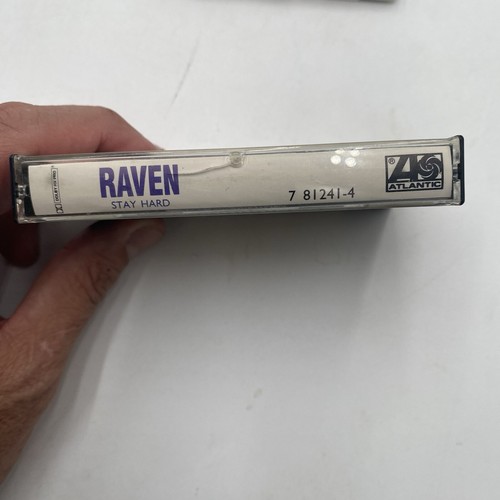 RAVEN
STAY HARD
7 81241-4
ATLANTIC